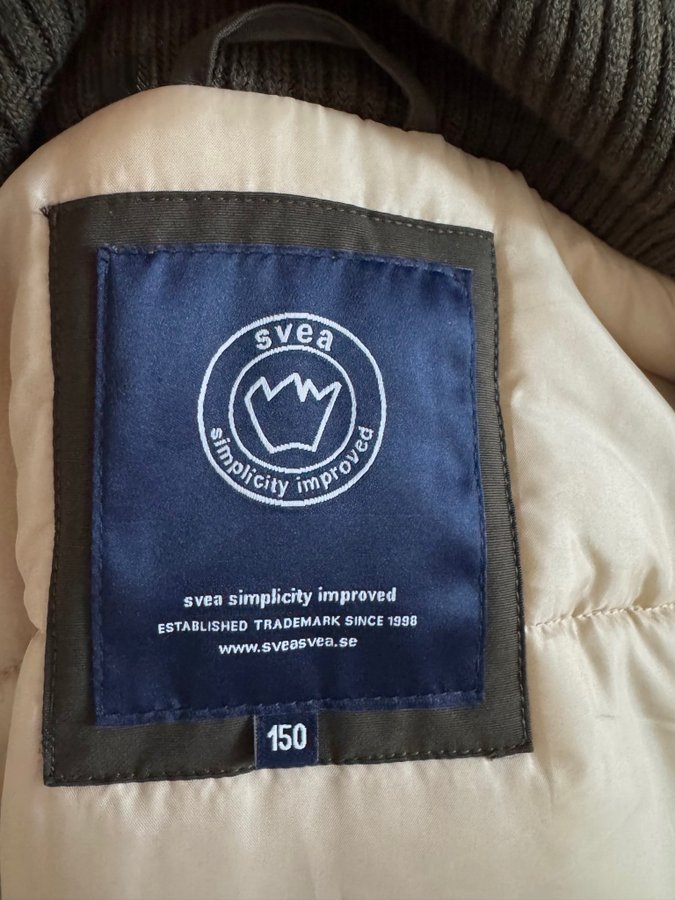 svea
simplicity improved
svea simplicity improved
ESTABLISHED TRADEMARK SINCE 1998
www.sveasvea.se
150